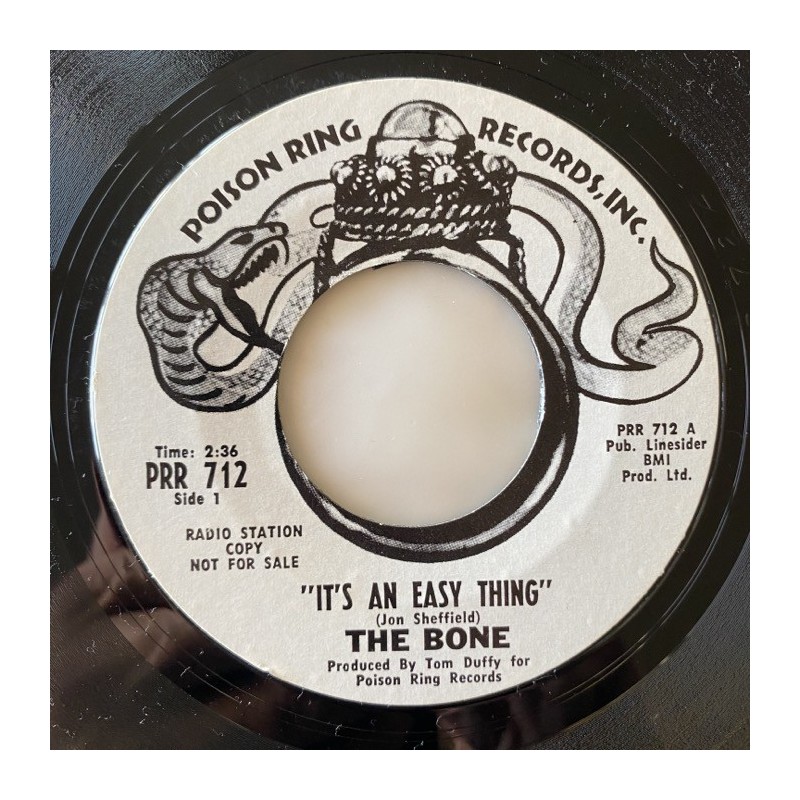 POISON RING RECORDS, INC.
Time: 2:36
PRR 712
Side 1
RADIO STATION
COPY
NOT FOR SALE
PRR 712 A
Pub. Linesider
BMI
Prod. Ltd.
"IT'S AN EASY THING"
(Jon Sheffield)
THE BONE
Produced By Tom Duffy for
Poison Ring Records